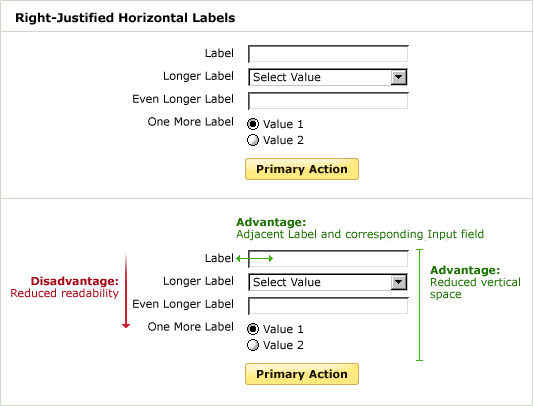 Right-Justified Horizontal Labels
Label
Longer Label
Select Value
Even Longer Label
One More Label
Value 1
Value 2
Primary Action
Advantage:
Adjacent Label and corresponding Input field
Label
Disadvantage:
Reduced readability
Longer Label
Select Value
Advantage:
Reduced vertical
space
Even Longer Label
One More Label
Value 1
Value 2
Primary Action